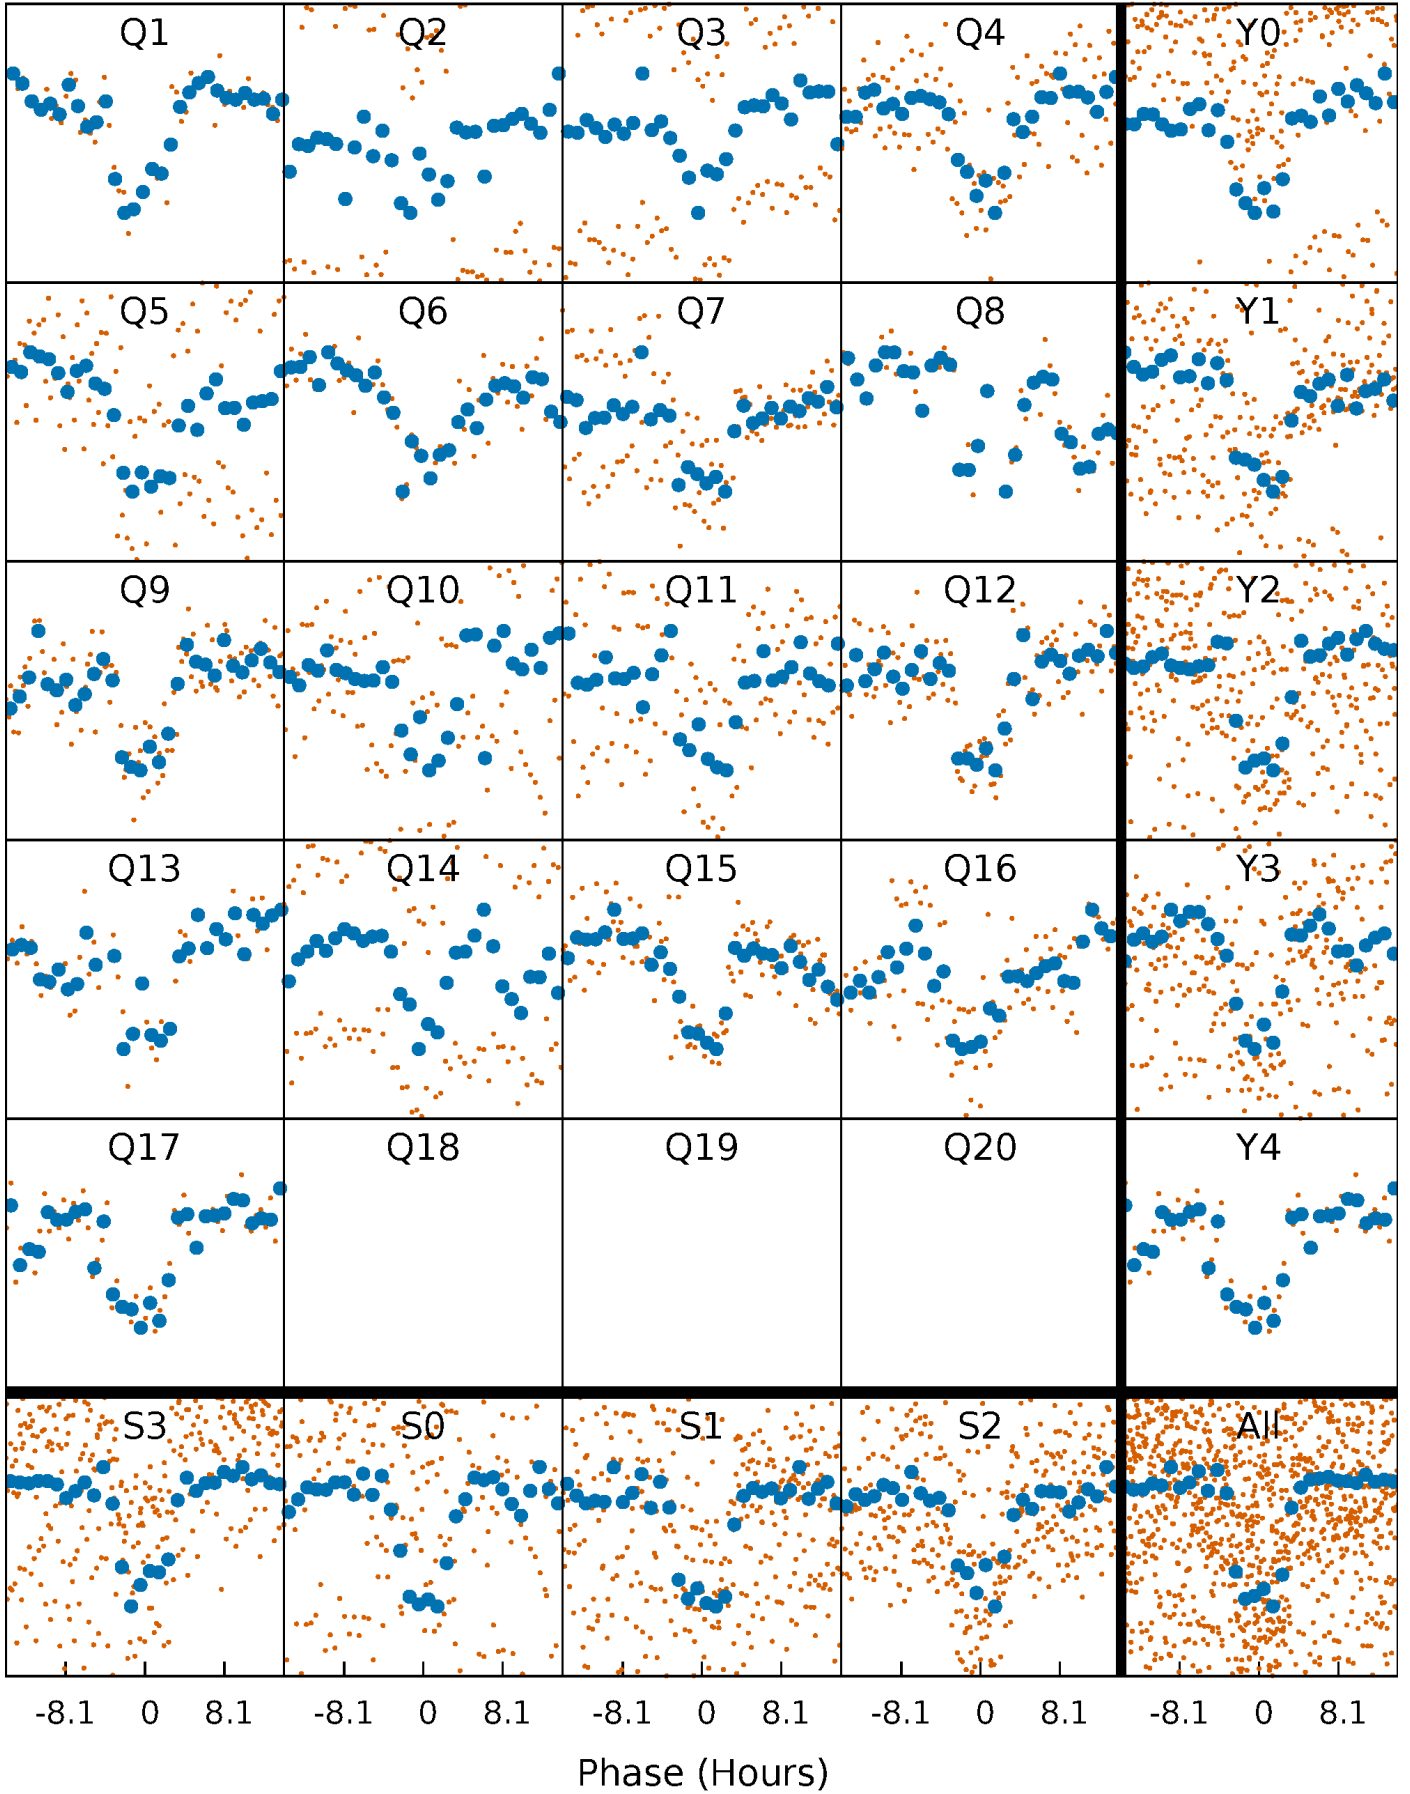 Q1 Q2 Q3 Q4 Y0
Q5 Q6 Q7 Q8 Y1
Q9 Q10 Q11 Q12 Y2
Q13 Q14 Q15 Q16 Y3
Q17 Q18 Q19 Q20 Y4
S3 S0 S1 S2 All
-8.1 0 8.1 -8.1 0 8.1 -8.1 0 8.1 -8.1 0 8.1 -8.1 0 8.1
Phase (Hours)